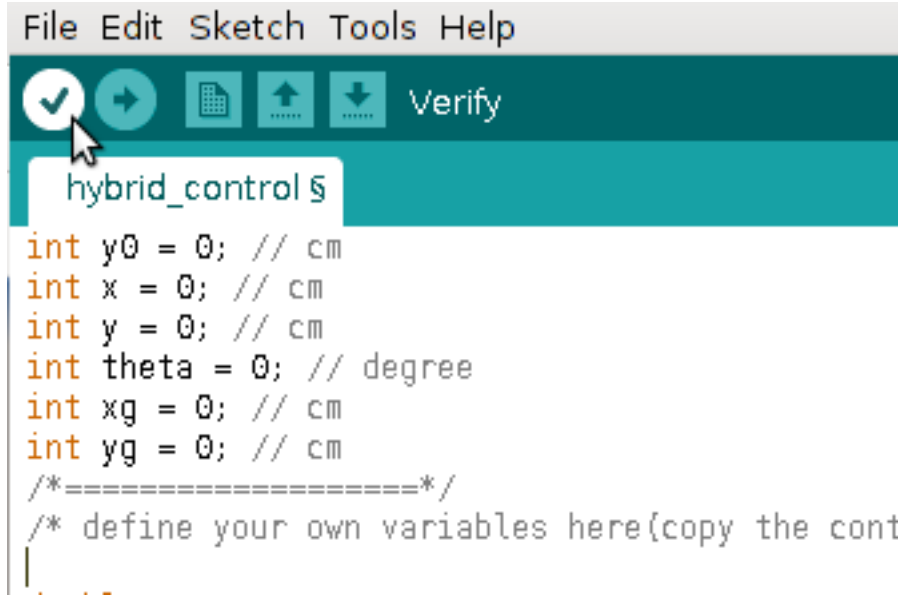 File Edit Sketch Tools Help
Verify
hybrid_control §
int y0 = 0; // cm
int x = 0; // cm
int y = 0; // cm
int theta = 0; // degree
int xg = 0; // cm
int yg = 0; // cm
/*===================*/
/* define your own variables here(copy the cont